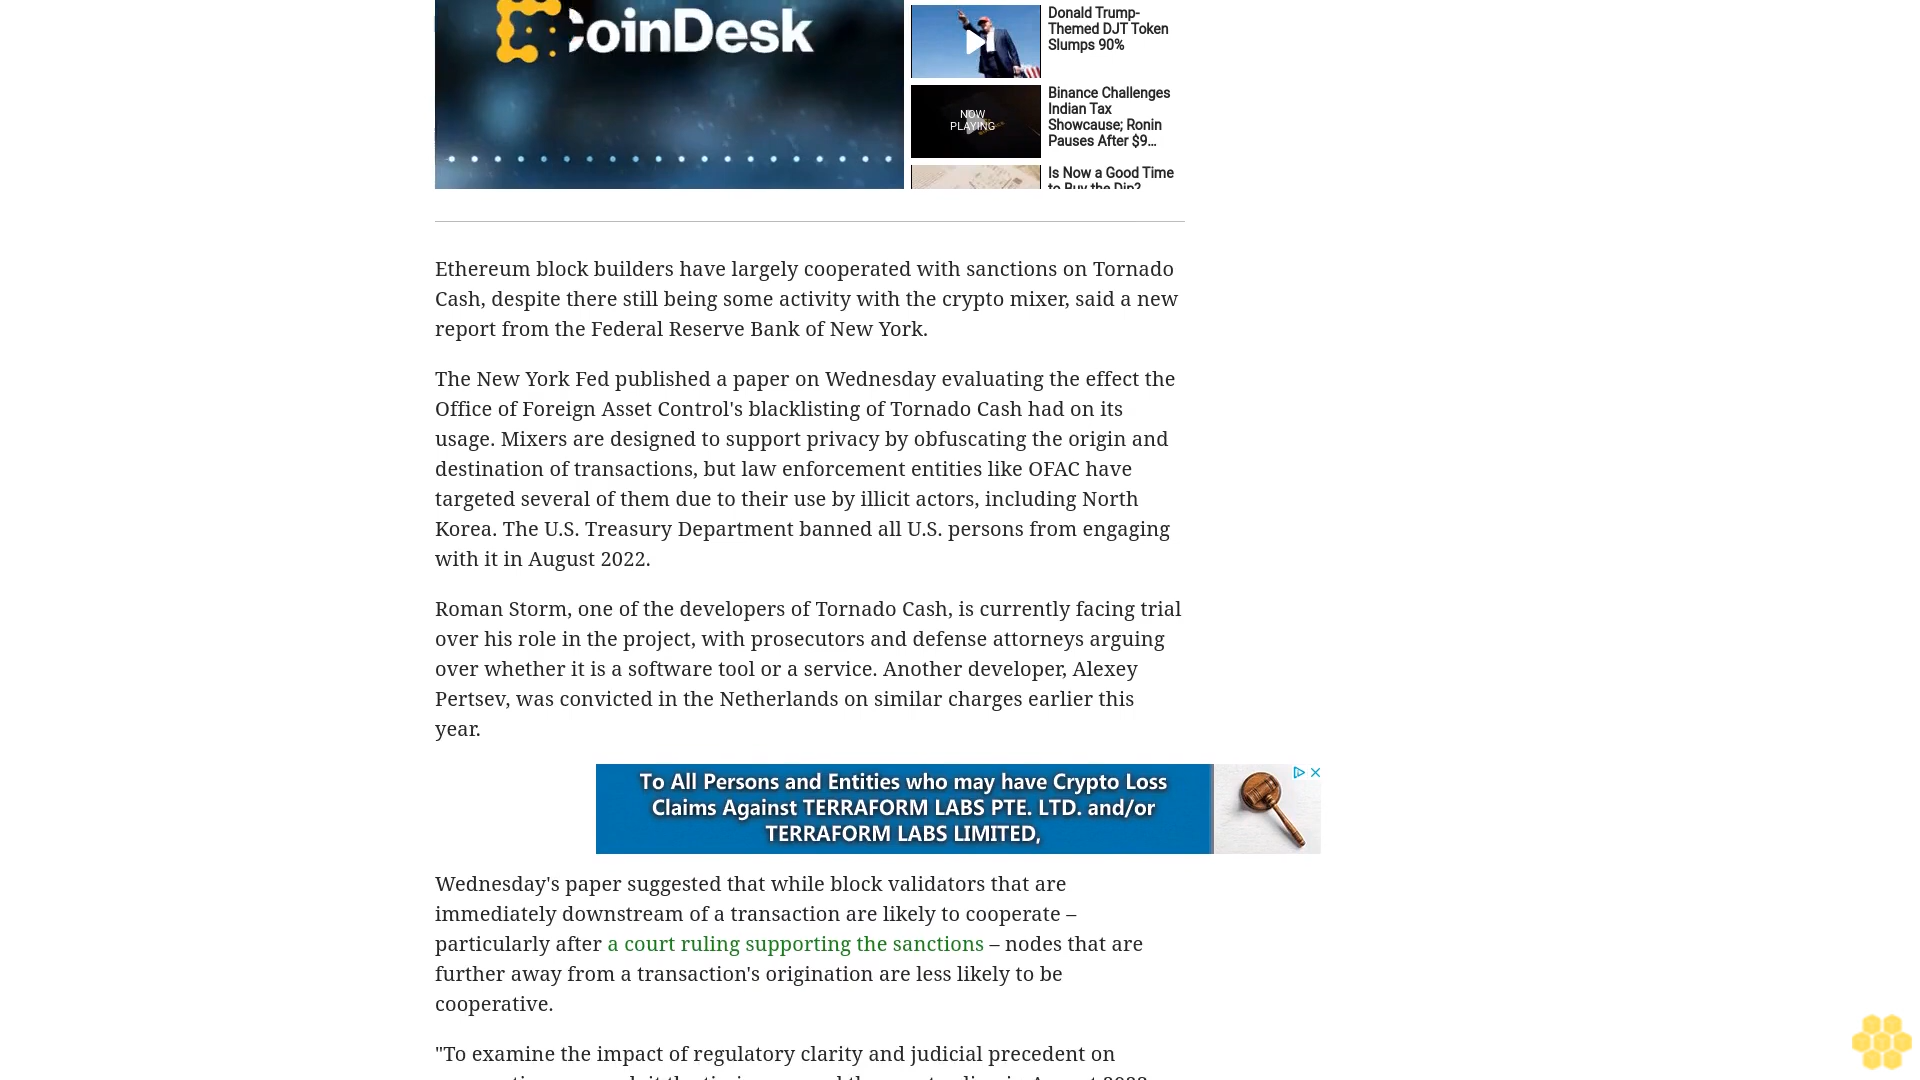 CoinDesk
Donald Trump-
Themed DJT Token
Slumps 90%
NOW
PLAYING
Binance Challenges
Indian Tax
Showcause; Ronin
Pauses After $9...
Is Now a Good Time
to Buy the Dip?
Ethereum block builders have largely cooperated with sanctions on Tornado
Cash, despite there still being some activity with the crypto mixer, said a new
report from the Federal Reserve Bank of New York.
The New York Fed published a paper on Wednesday evaluating the effect the
Office of Foreign Asset Control's blacklisting of Tornado Cash had on its
usage. Mixers are designed to support privacy by obfuscating the origin and
destination of transactions, but law enforcement entities like OFAC have
targeted several of them due to their use by illicit actors, including North
Korea. The U.S. Treasury Department banned all U.S. persons from engaging
with it in August 2022.
Roman Storm, one of the developers of Tornado Cash, is currently facing trial
over his role in the project, with prosecutors and defense attorneys arguing
over whether it is a software tool or a service. Another developer, Alexey
Pertsev, was convicted in the Netherlands on similar charges earlier this
year.
To All Persons and Entities who may have Crypto Loss
Claims Against TERRAFORM LABS PTE. LTD. and/or
TERRAFORM LABS LIMITED,
Wednesday's paper suggested that while block validators that are
immediately downstream of a transaction are likely to cooperate –
particularly after a court ruling supporting the sanctions – nodes that are
further away from a transaction's origination are less likely to be
cooperative.
"To examine the impact of regulatory clarity and judicial precedent on